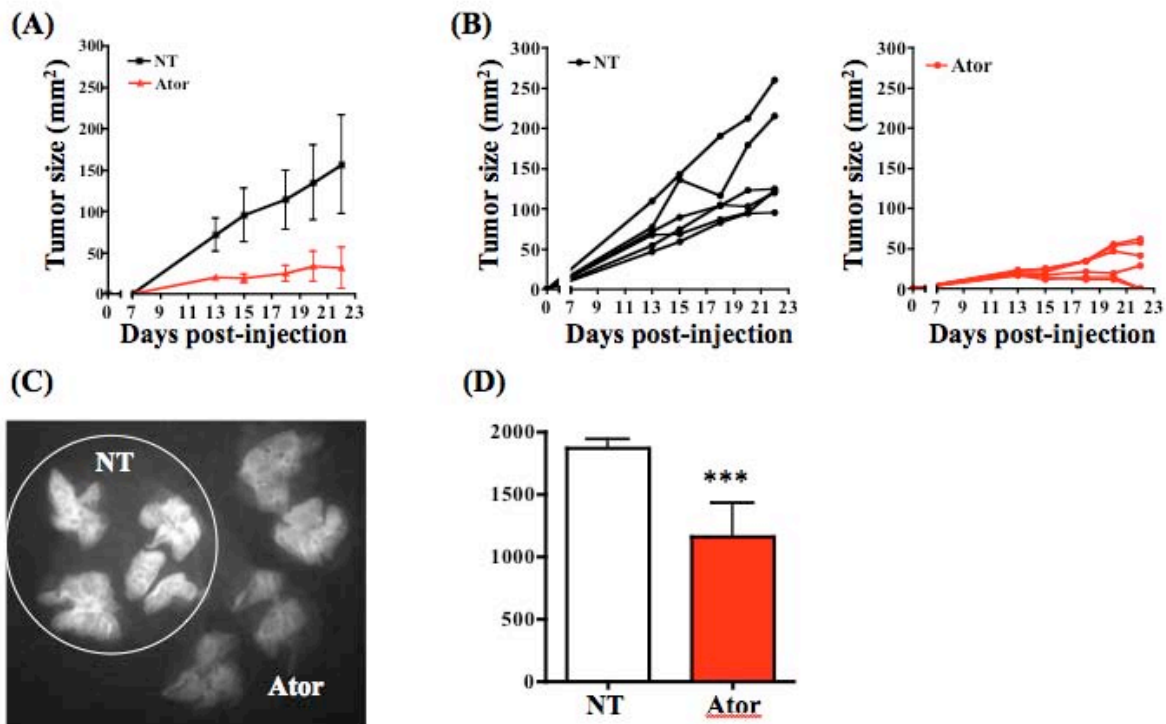 (A)
300
250
200
150
100
50
0
Tumor size (mm²)
NT
Ator
0 7 9 11 13 15 17 19 21 23
Days post-injection
(B)
300
250
200
150
100
50
0
Tumor size (mm²)
NT
0 7 9 11 13 15 17 19 21 23
Days post-injection
300
250
200
150
100
50
0
Tumor size (mm²)
Ator
0 7 9 11 13 15 17 19 21 23
Days post-injection
(C)
NT
Ator
(D)
2000
1500
1000
500
0
***
NT Ator